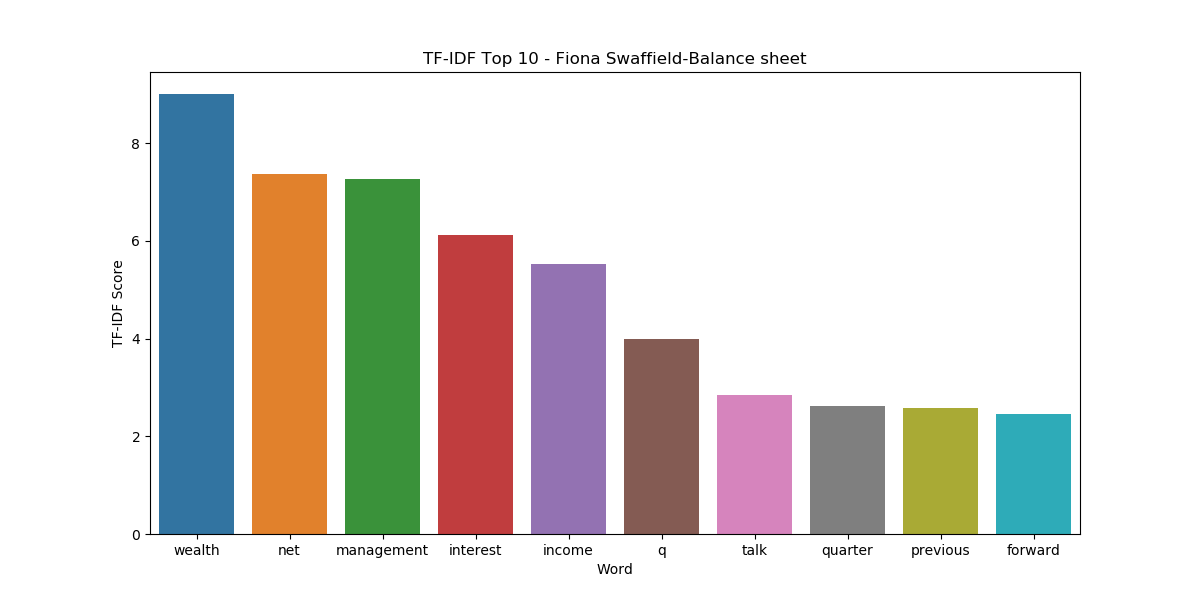 TF-IDF Top 10 - Fiona Swaffield-Balance sheet
TF-IDF Score
8
6
4
2
0
wealth net management interest income q talk quarter previous forward
Word